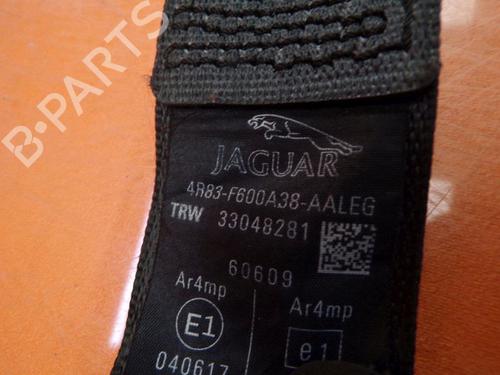 B-PARTS
JAGUAR
4R83-F600A38-AALEG
TRW 33048281
60609
Ar4mp
E1
040617
Ar4mp
e1